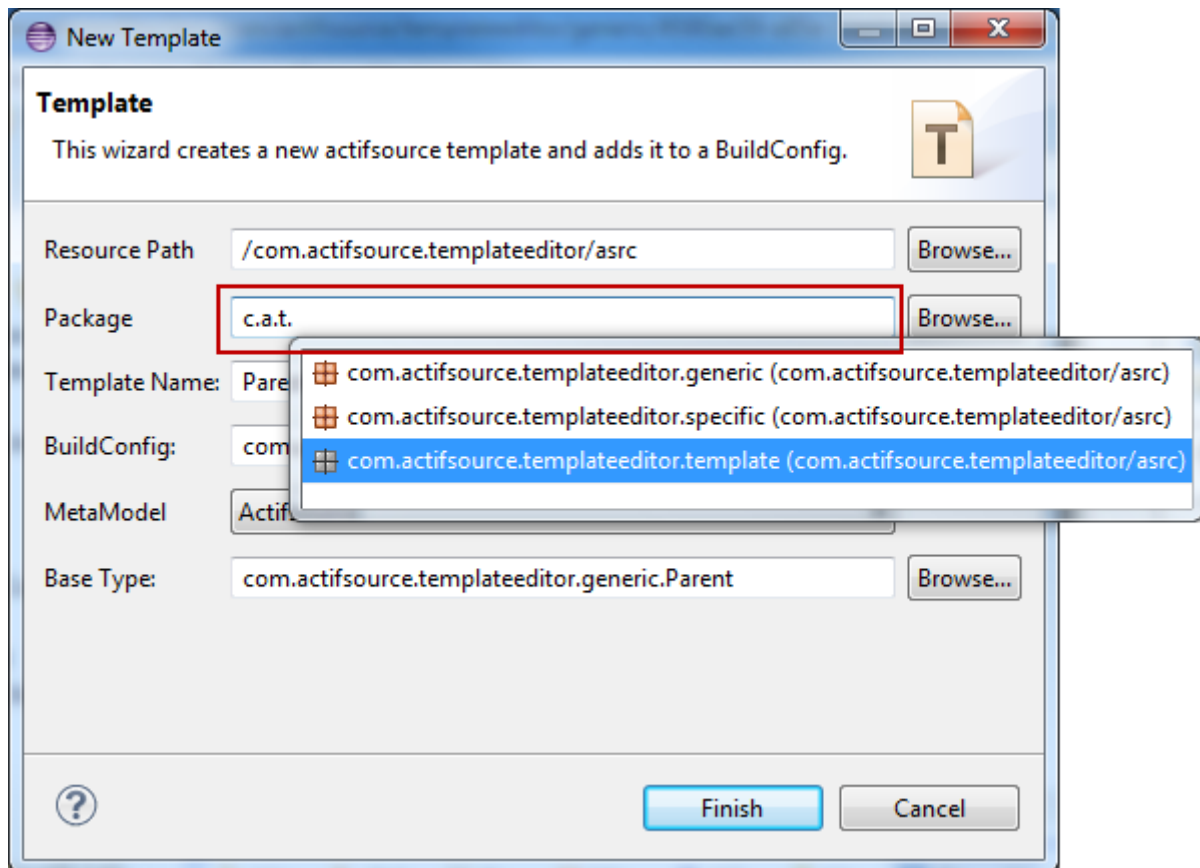 New Template
Template
This wizard creates a new actifsource template and adds it to a BuildConfig.
T
Resource Path /com.actifsource.templateeditor/asrc Browse...
Package c.a.t. Browse...
com.actifsource.templateeditor.generic (com.actifsource.templateeditor/asrc)
Template Name: Pare
com.actifsource.templateeditor.specific (com.actifsource.templateeditor/asrc)
BuildConfig: com
com.actifsource.templateeditor.template (com.actifsource.templateeditor/asrc)
MetaModel
Base Type: com.actifsource.templateeditor.generic.Parent Browse...
? Finish Cancel